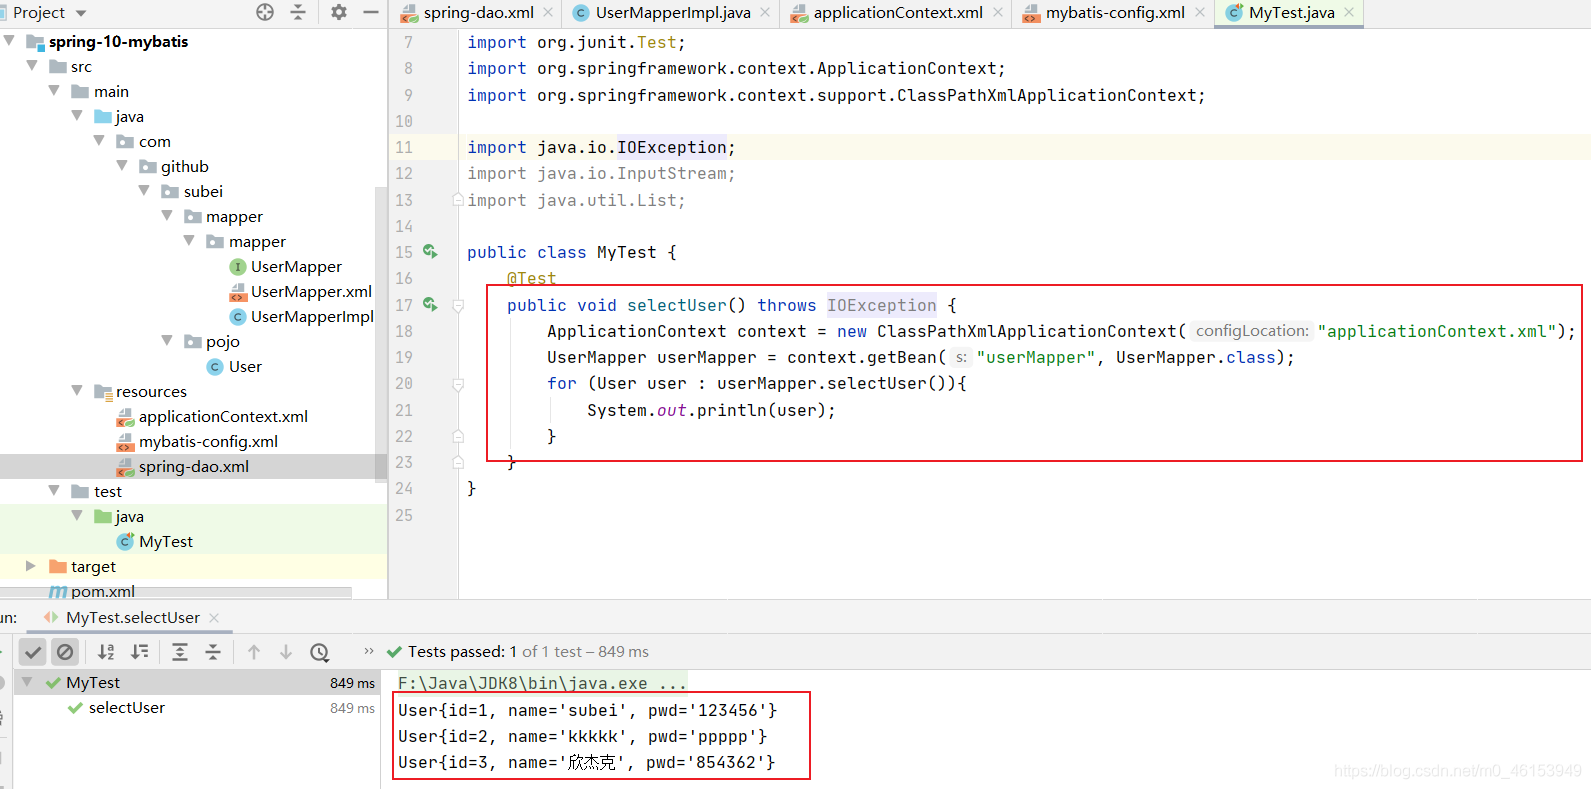 Project
spring-dao.xml
UserMapperImpl.java
applicationContext.xml
mybatis-config.xml
MyTest.java
spring-10-mybatis
src
main
java
com
github
subei
mapper
mapper
UserMapper
UserMapper.xml
UserMapperImpl
pojo
User
resources
applicationContext.xml
mybatis-config.xml
spring-dao.xml
test
java
MyTest
target
pom.xml
7 import org.junit.Test;
8 import org.springframework.context.ApplicationContext;
9 import org.springframework.context.support.ClassPathXmlApplicationContext;
10
11 import java.io.IOException;
12 import java.io.InputStream;
13 import java.util.List;
14
15 public class MyTest {
16 @Test
17 public void selectUser() throws IOException {
18 ApplicationContext context = new ClassPathXmlApplicationContext( configLocation: "applicationContext.xml");
19 UserMapper userMapper = context.getBean( s: "userMapper", UserMapper.class);
20 for (User user : userMapper.selectUser()){
21 System.out.println(user);
22 }
23 }
24 }
25
un: MyTest.selectUser
Tests passed: 1 of 1 test – 849 ms
MyTest 849 ms
selectUser 849 ms
F:\Java\JDK8\bin\java.exe ...
User{id=1, name='subei', pwd='123456'}
User{id=2, name='kkkkk', pwd='ppppp'}
User{id=3, name='欣杰克', pwd='854362'}
https://blog.csdn.net/m0_46153949